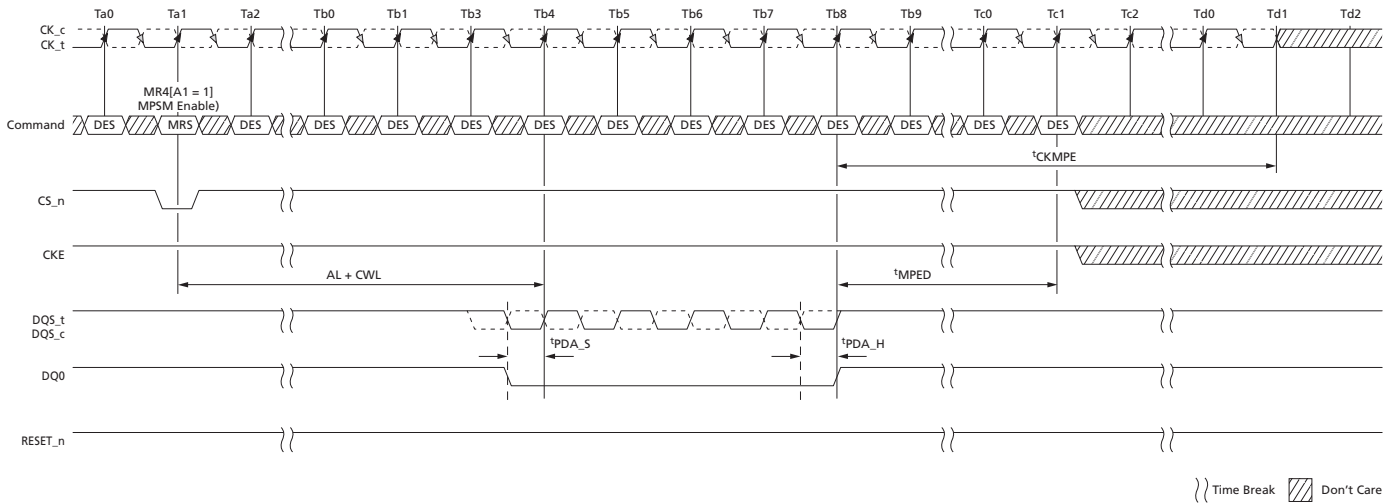 Ta0 Ta1 Ta2 Tb0 Tb1 Tb2 Tb3 Tb4 Tb5 Tb6 Tb7 Tb8 Tb9 Tc0 Tc1 Tc2 Td0 Td1 Td2
CK_c
CK_t
MR4[A1 = 1]
MPSM Enable)
Command DES MRS DES DES DES DES DES DES DES DES DES DES DES DES
tCKMPE
CS_n
CKE
AL + CWL tMPED
DQS_t
DQS_c
tPDA_S tPDA_H
DQ0
RESET_n
Time Break Don't Care